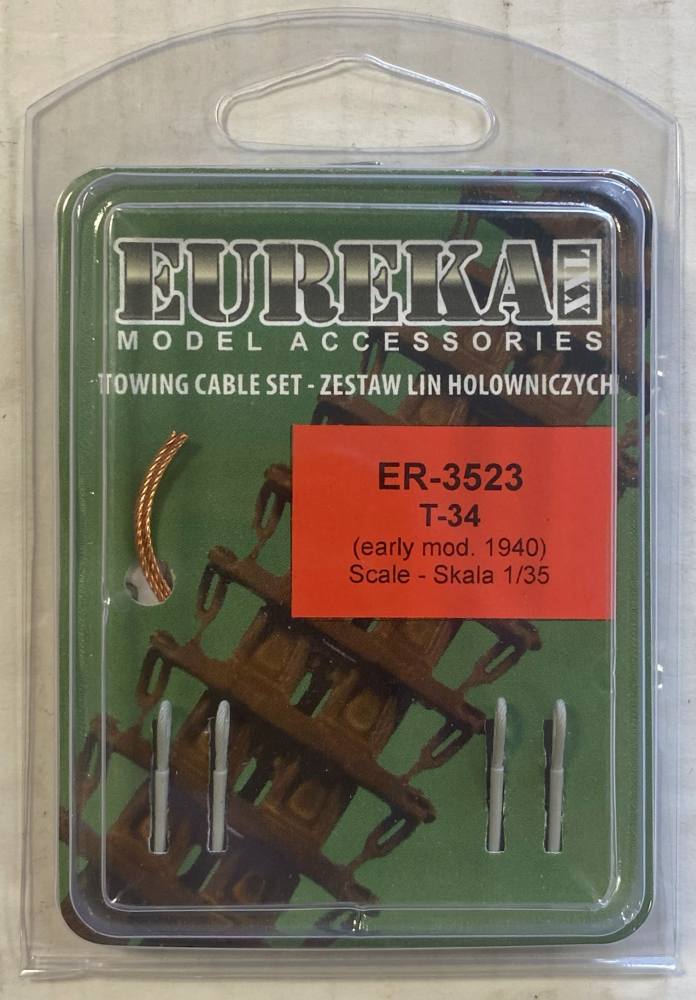 EUREKA XXL
MODEL ACCESSORIES
TOWING CABLE SET - ZESTAW LIN HOLOWNICZYCH
ER-3523
T-34
(early mod. 1940)
Scale - Skala 1/35